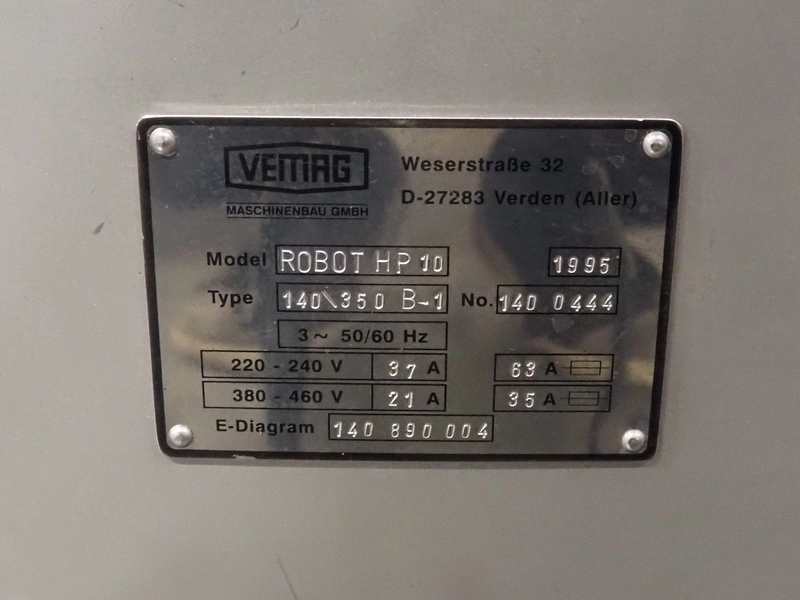 VEMAG
MASCHINENBAU GMBH
Weserstraße 32
D-27283 Verden (Aller)
Model ROBOT HP 10 1995
Type 140\350 B-1 No. 140 0444
3~ 50/60 Hz
220 - 240 V 37 A 63 A
380 - 460 V 21 A 35 A
E-Diagram 140 890 004